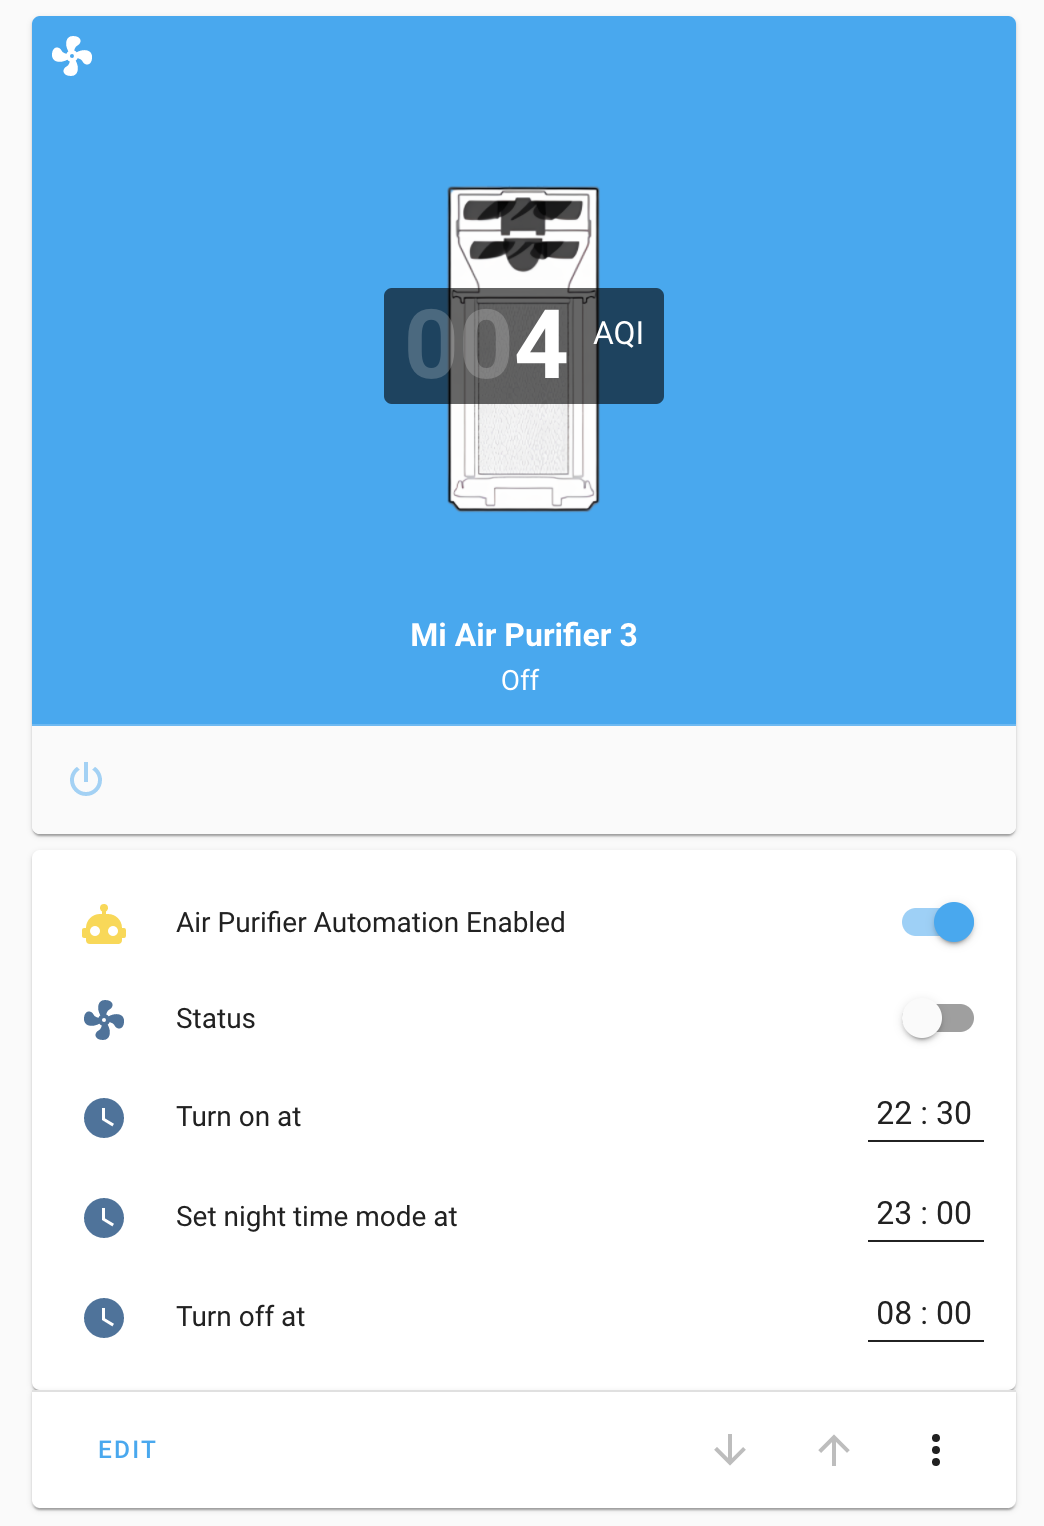 004 AQI
Mi Air Purifier 3
Off
Air Purifier Automation Enabled
Status
Turn on at 22 : 30
Set night time mode at 23 : 00
Turn off at 08 : 00
EDIT